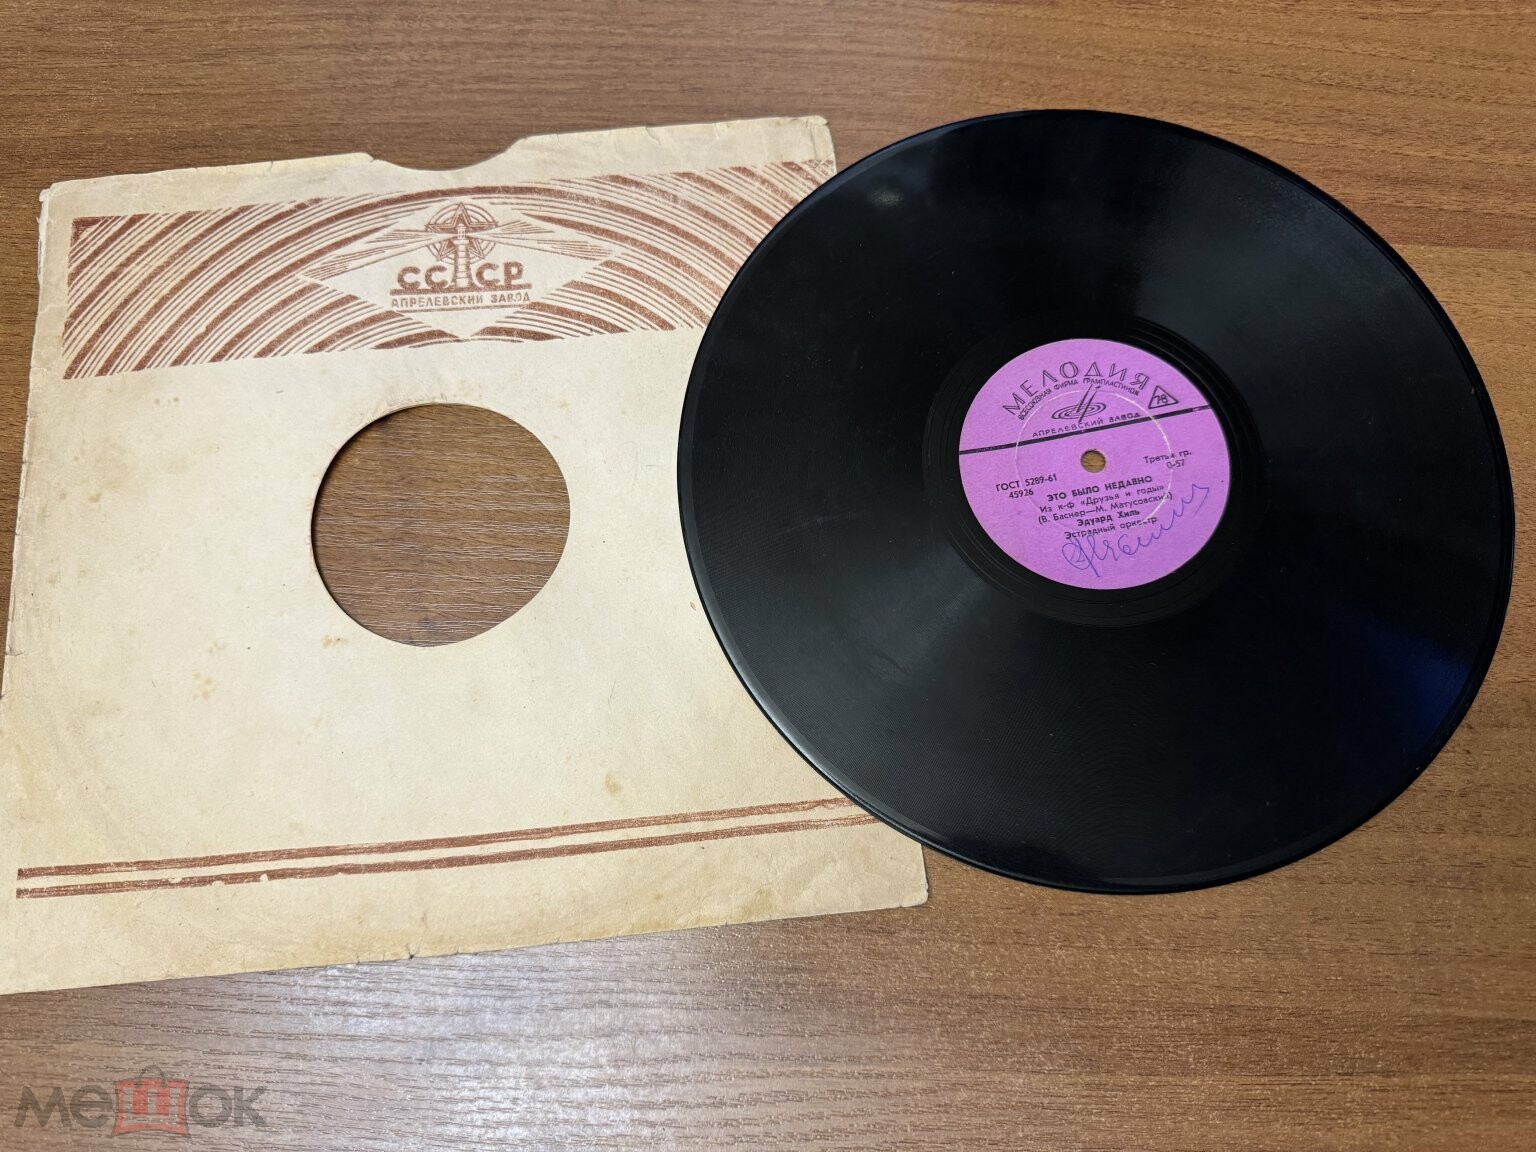 СССР
АПРЕЛЕВСКИЙ ЗАВОД
МЕЛОДИЯ
ВСЕСОЮЗНАЯ ФИРМА ГРАМПЛАСТИНОК
78
АПРЕЛЕВСКИЙ ЗАВОД
ГОСТ 5289-61
Третья гр.
45926
0-57
ЭТО БЫЛО НЕДАВНО
Из к-ф «Друзья и годы»
(В. Баснер—М. Матусовский)
Эдуард Хиль
Эстрадный оркестр
мешок